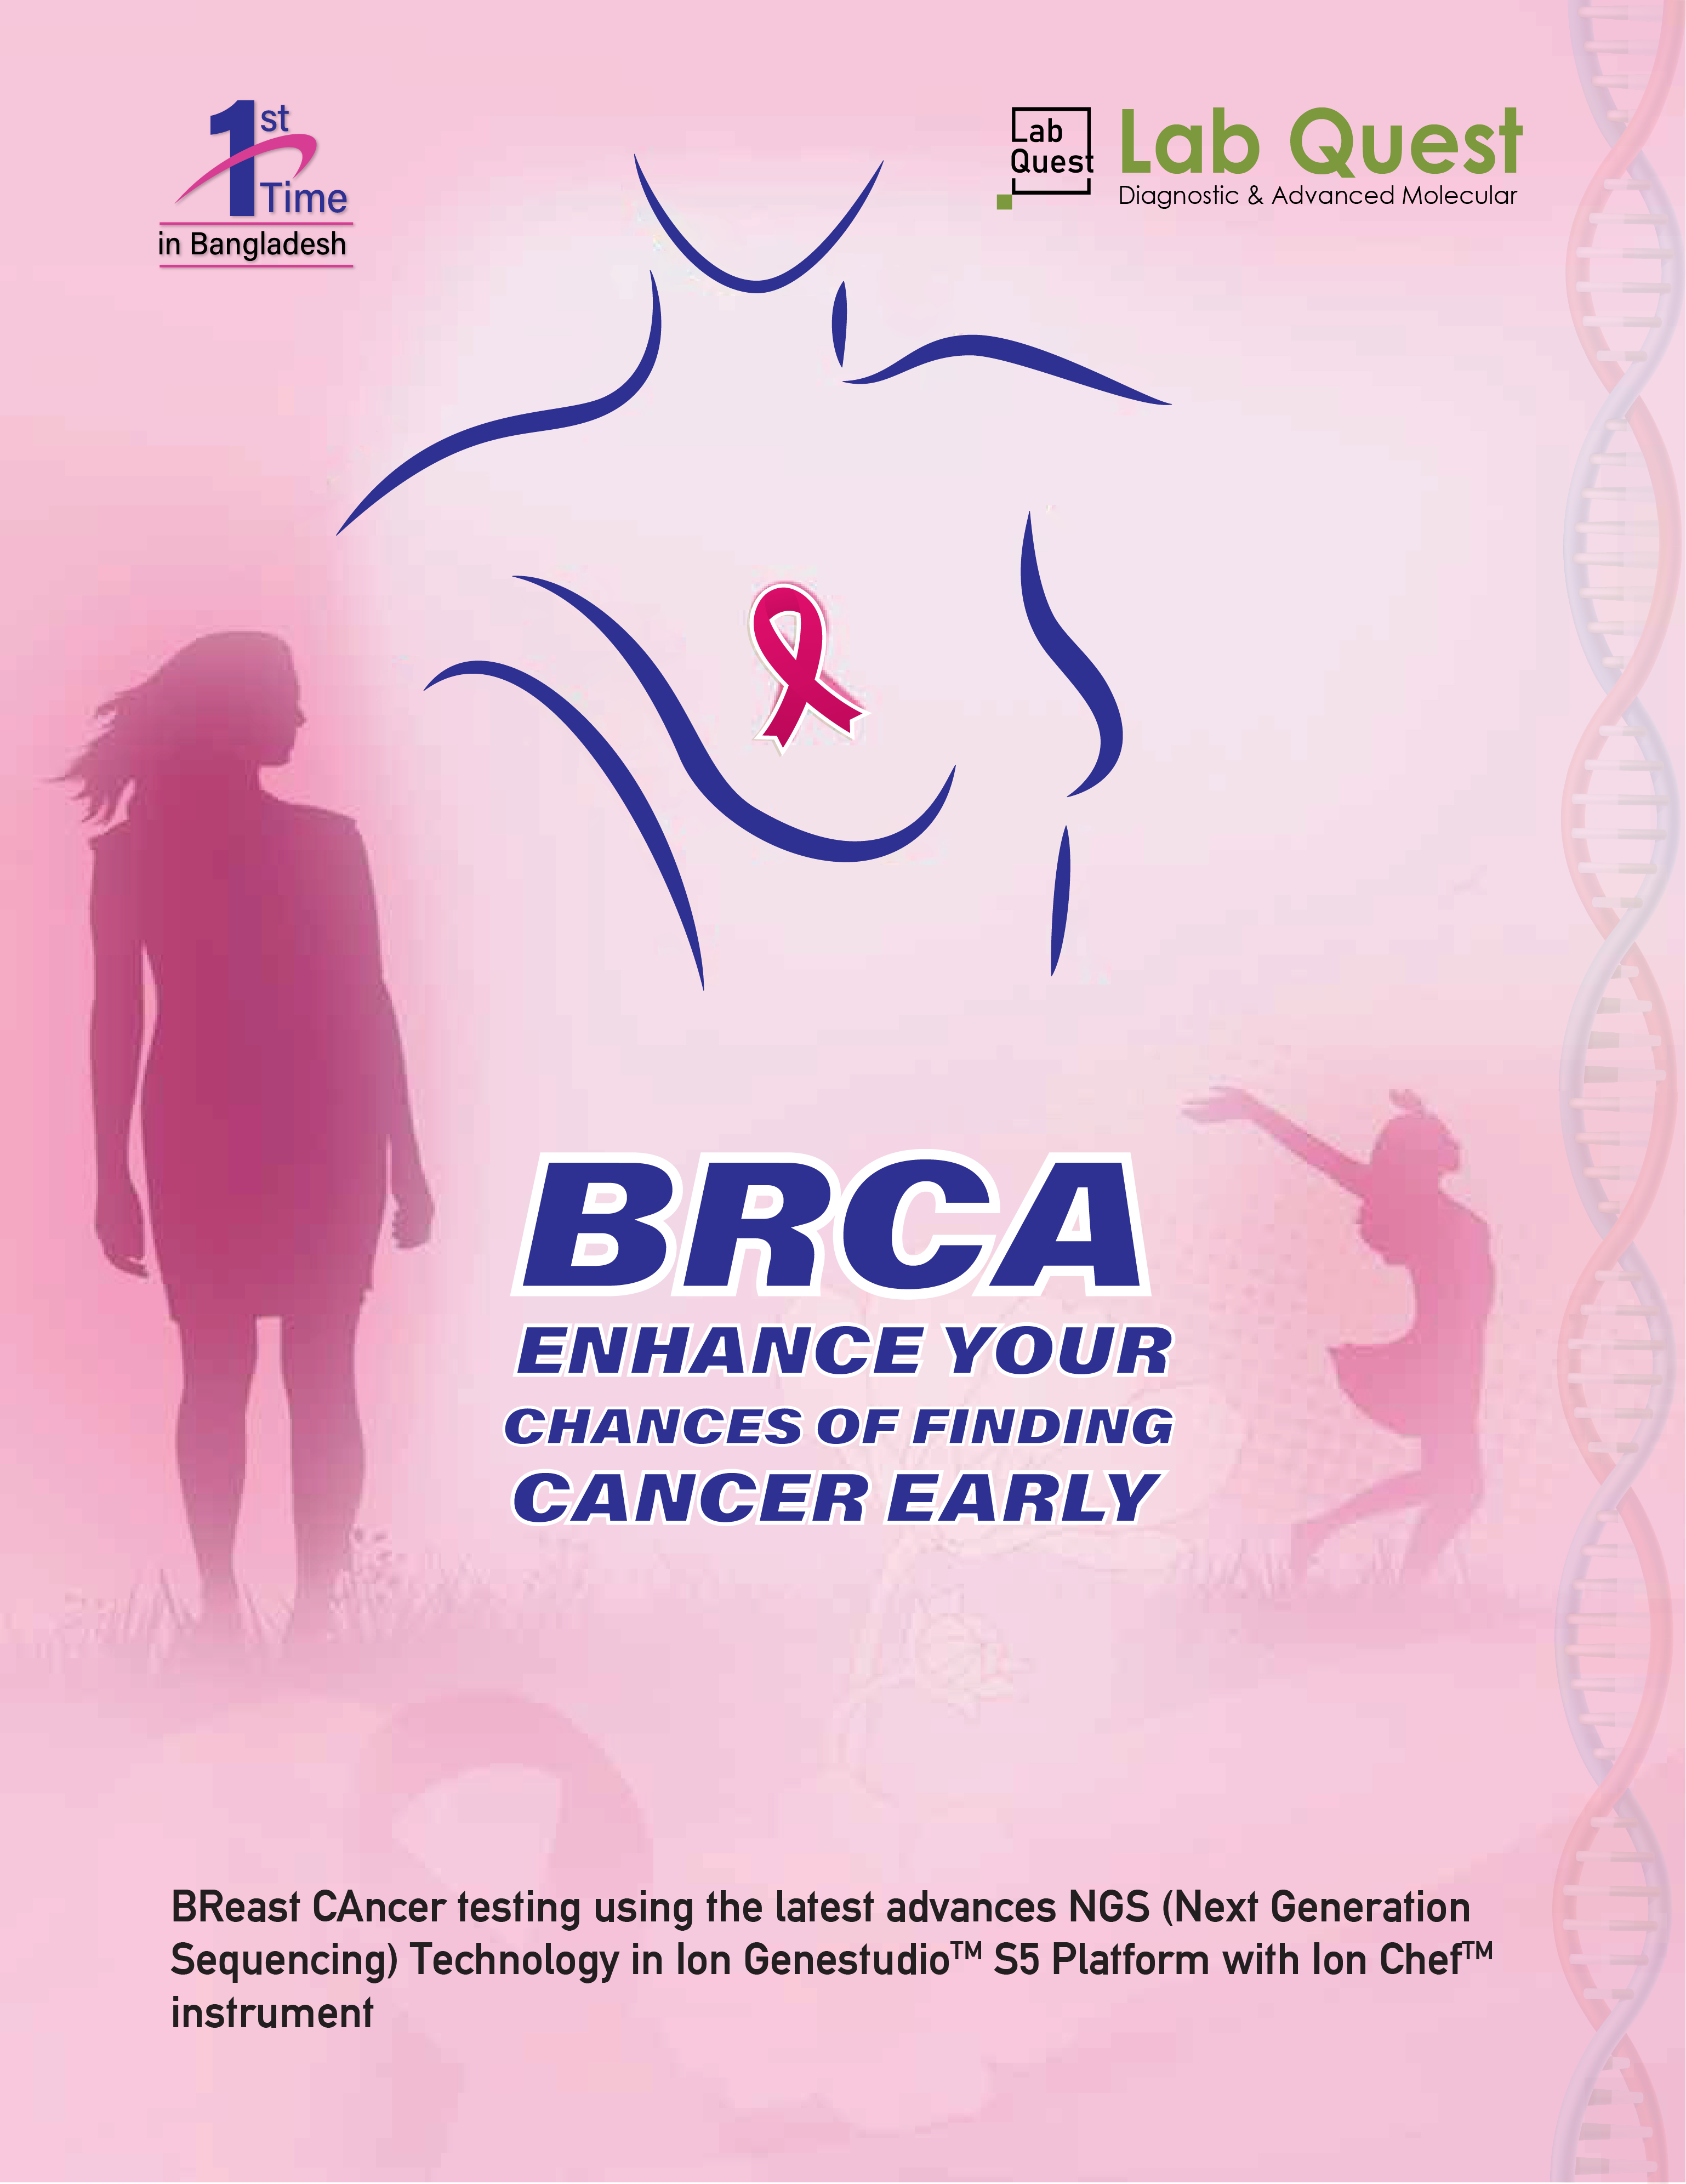 1st
Time
in Bangladesh
Lab
Quest
Lab Quest
Diagnostic & Advanced Molecular
BRCA
ENHANCE YOUR
CHANCES OF FINDING
CANCER EARLY
BReast CAncer testing using the latest advances NGS (Next Generation
Sequencing) Technology in Ion Genestudio™ S5 Platform with Ion Chef™
instrument